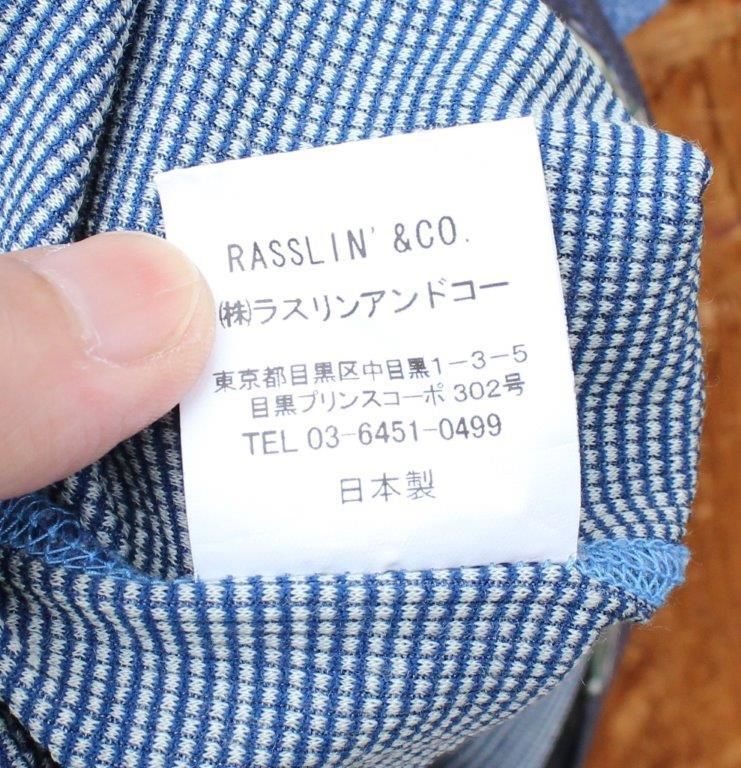 RASSLIN' &CO.
㈱ラスリンアンドコー
東京都目黒区中目黒1-3-5
目黒プリンスコーポ 302号
TEL 03-6451-0499
日本製